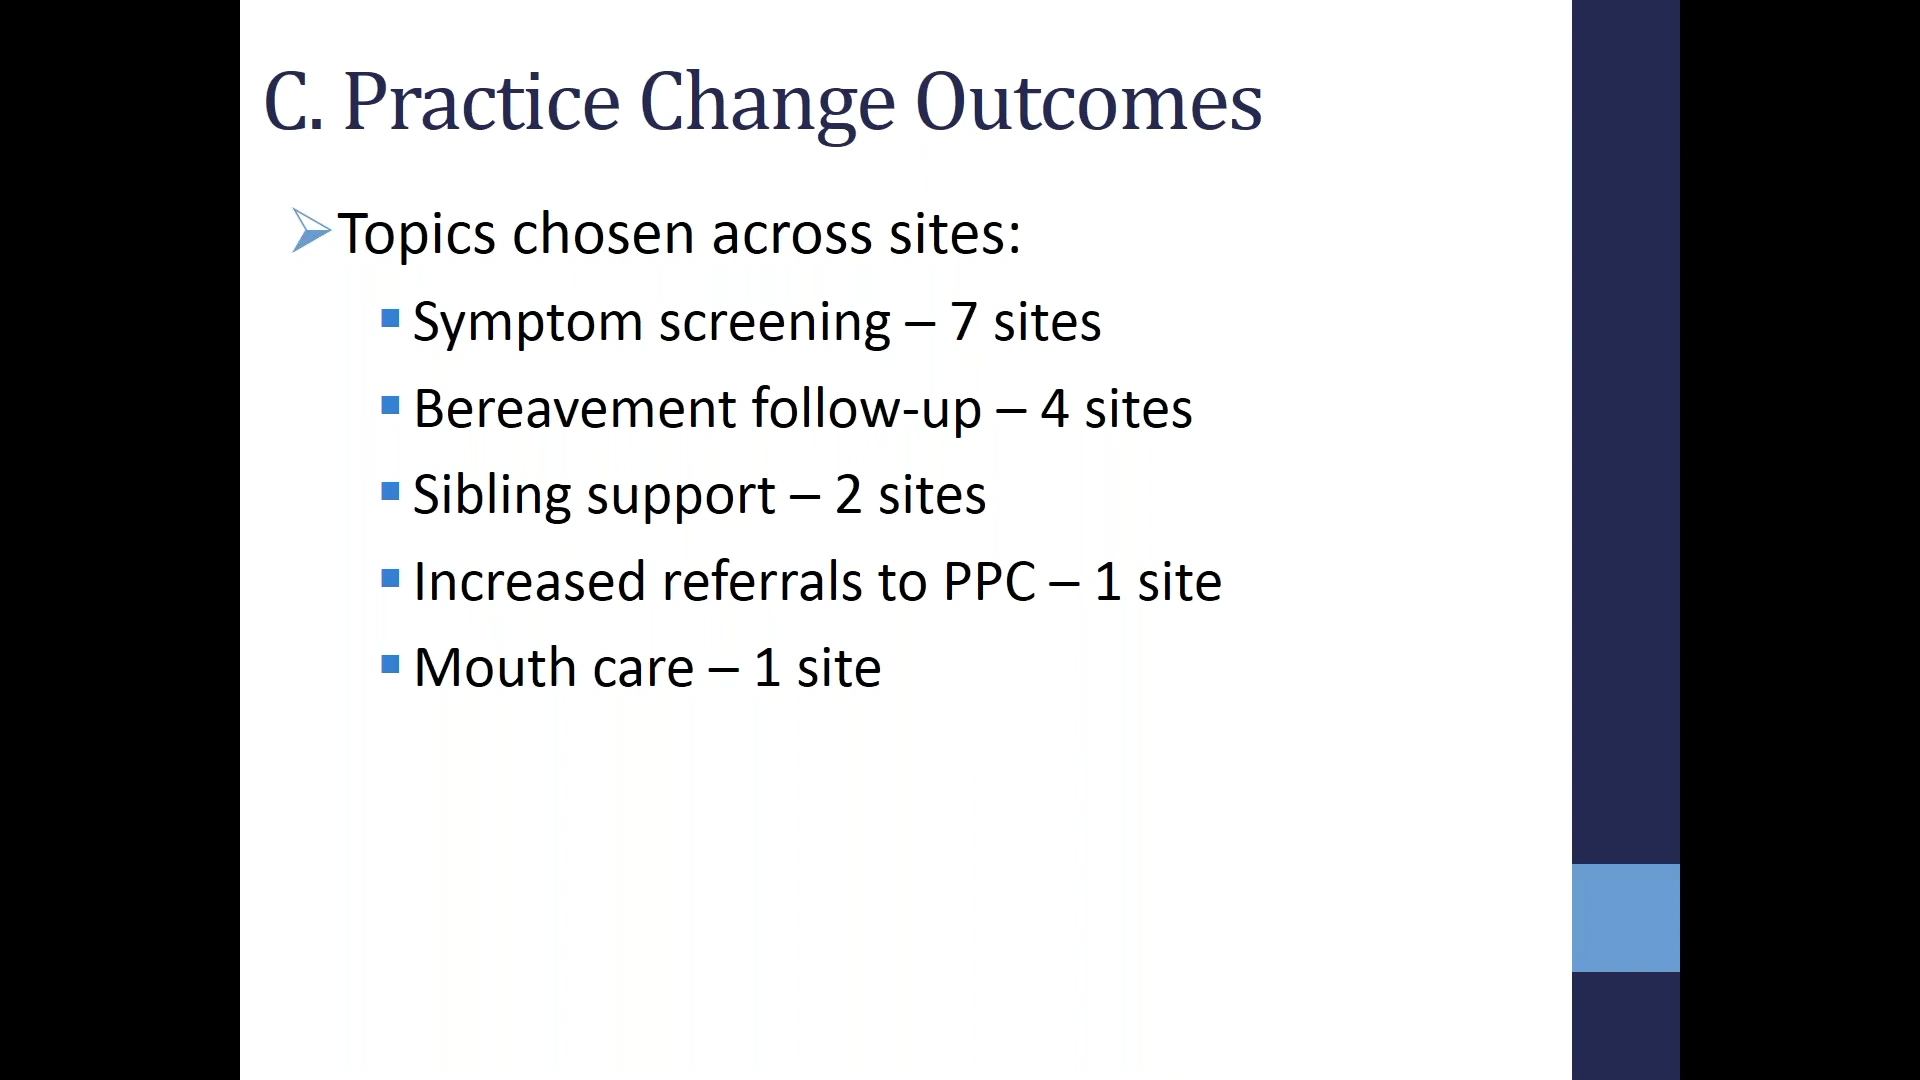 C. Practice Change Outcomes
Topics chosen across sites:
Symptom screening – 7 sites
Bereavement follow-up – 4 sites
Sibling support – 2 sites
Increased referrals to PPC – 1 site
Mouth care – 1 site